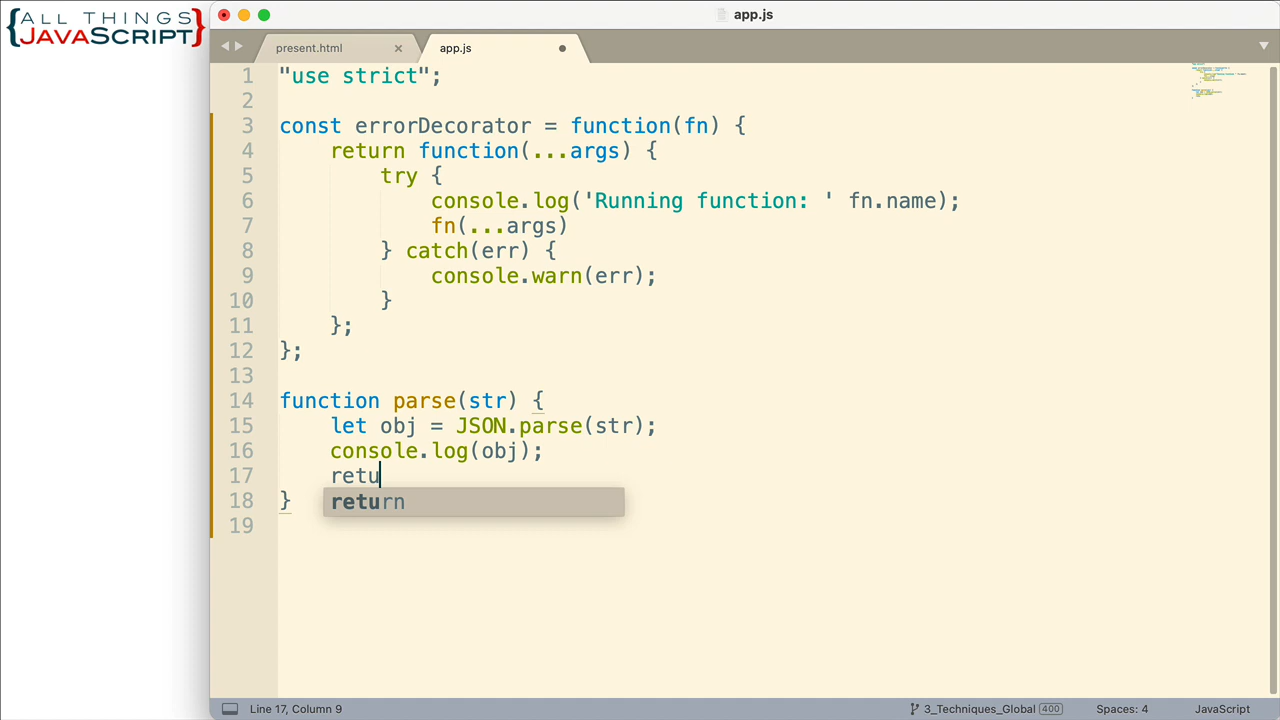 {ALL THINGS
JAVASCRIPT}
app.js
present.html
app.js
1 "use strict";
2
3 const errorDecorator = function(fn) {
4     return function(...args) {
5         try {
6             console.log('Running function: ' fn.name);
7             fn(...args)
8         } catch(err) {
9             console.warn(err);
10         }
11     };
12 };
13
14 function parse(str) {
15     let obj = JSON.parse(str);
16     console.log(obj);
17     retu
18 }
return
19
Line 17, Column 9
3_Techniques_Global 400
Spaces: 4
JavaScript